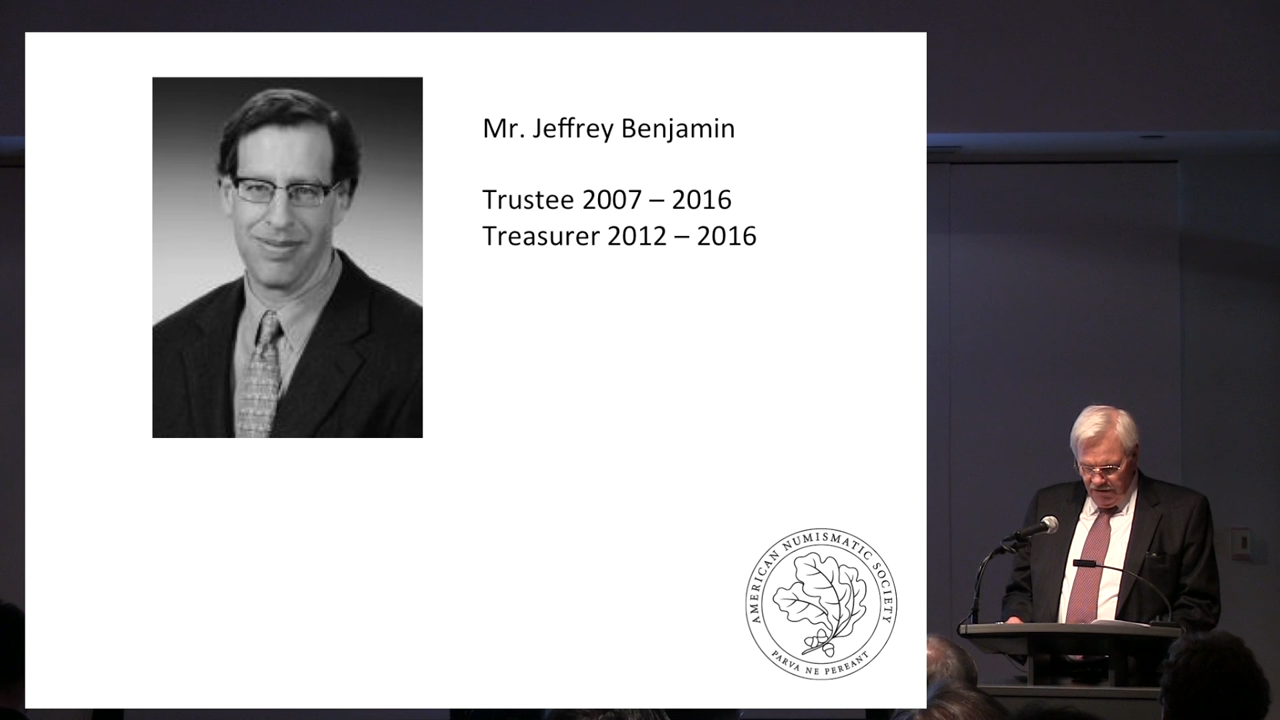 Mr. Jeffrey Benjamin
Trustee 2007 – 2016
Treasurer 2012 – 2016
AMERICAN NUMISMATIC SOCIETY
PARVA NE PEREANT